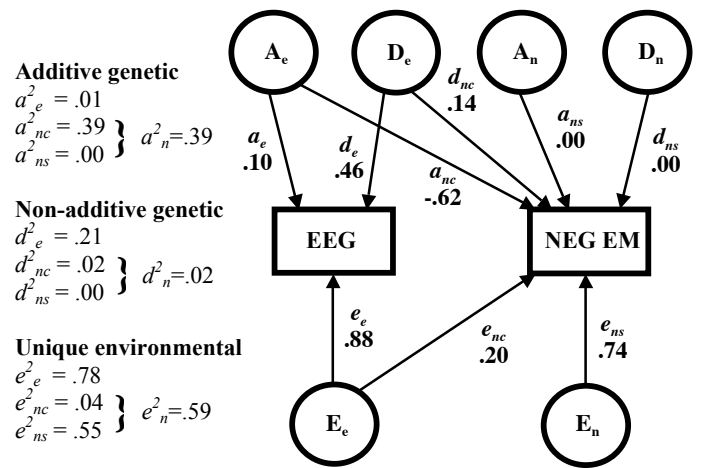 Additive genetic
a²e = .01
a²nc = .39 } a²n=.39
a²ns = .00
Non-additive genetic
d²e = .21
d²nc = .02 } d²n=.02
d²ns = .00
Unique environmental
e²e = .78
e²nc = .04 } e²n=.59
e²ns = .55
Ae
De
An
Dn
ae
.10
de
.46
dnc
.14
anc
-.62
ans
.00
dns
.00
EEG
NEG EM
ee
.88
enc
.20
ens
.74
Ee
En